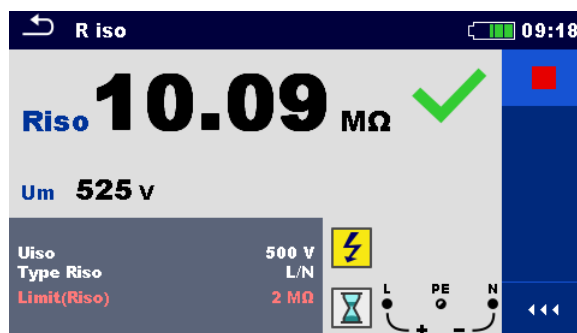 R iso 09:18
Riso 10.09 MΩ
Um 525 V
Uiso 500 V
Type Riso L/N
Limit(Riso) 2 MΩ
L PE N
+ -